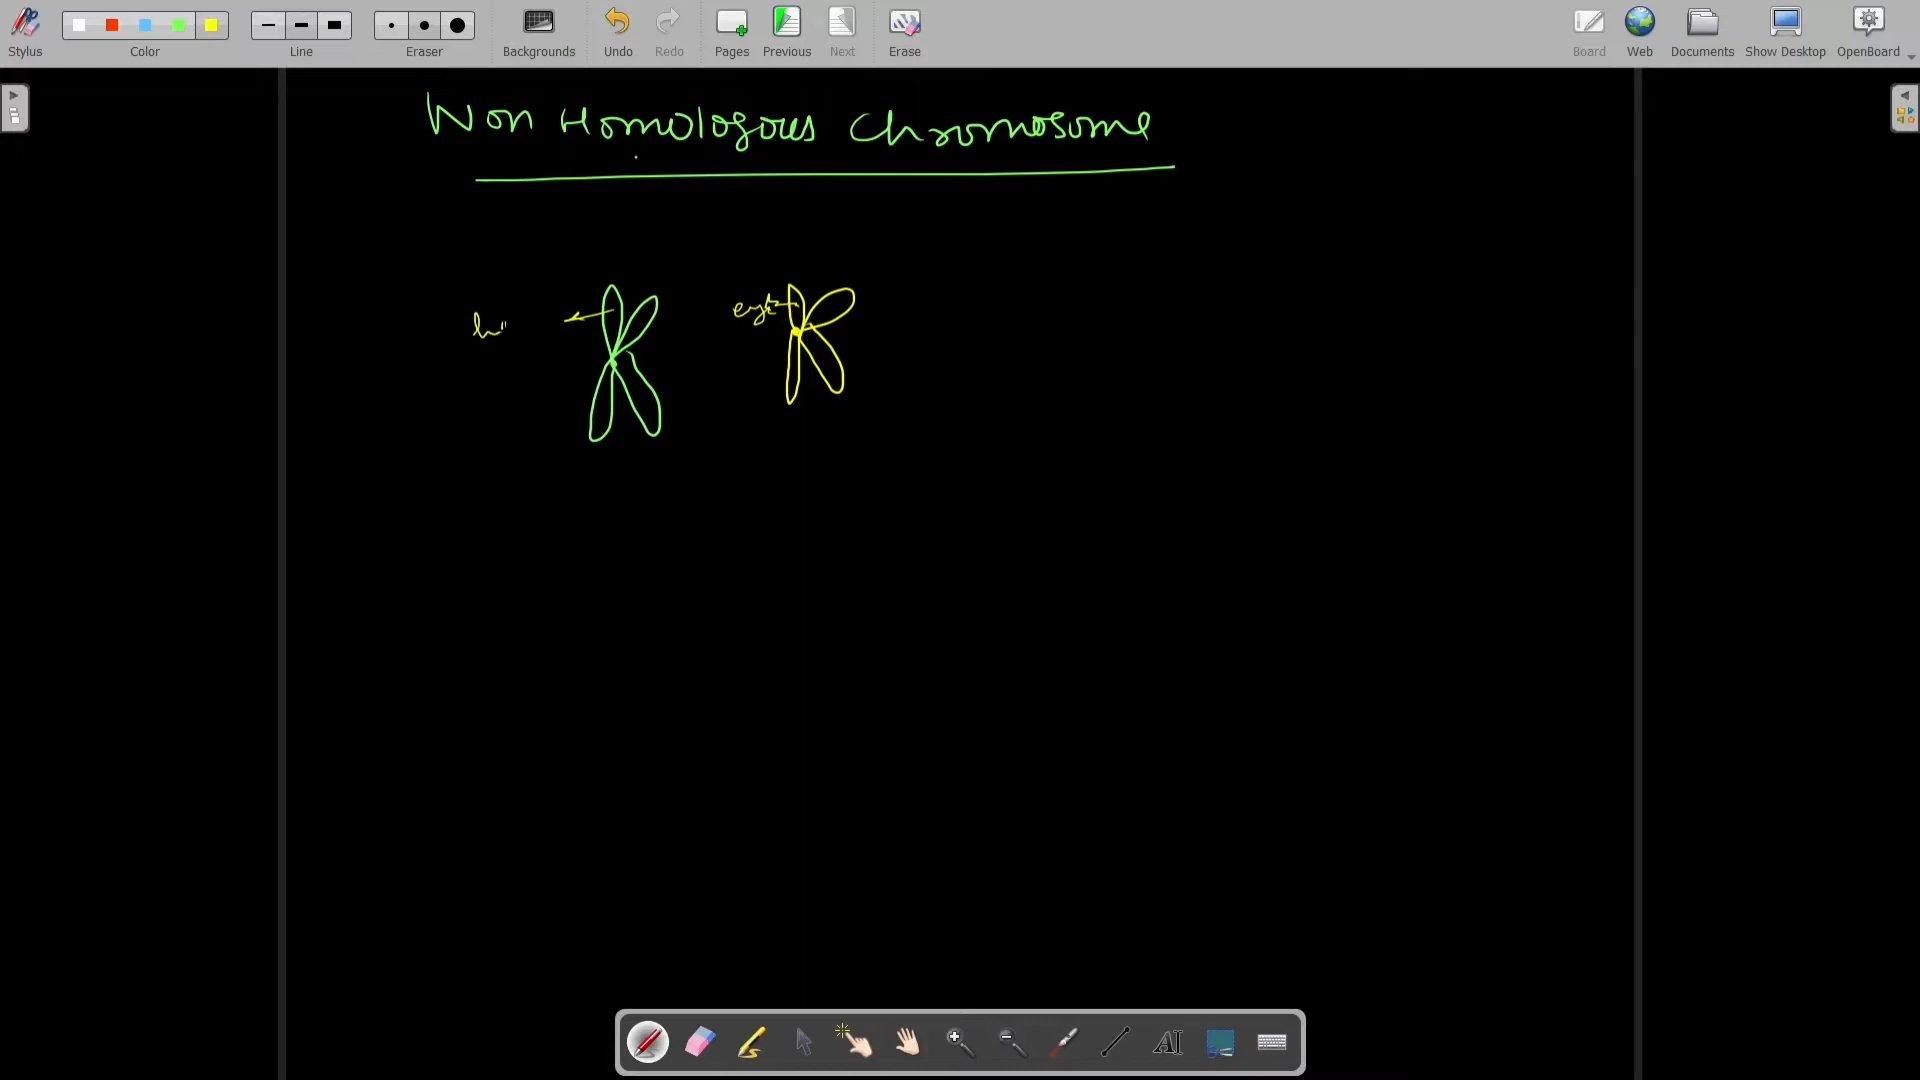 Stylus Color Line Eraser Backgrounds Undo Redo Pages Previous Next Erase Board Web Documents Show Desktop OpenBoard
Non Homologous Chromosome
AI